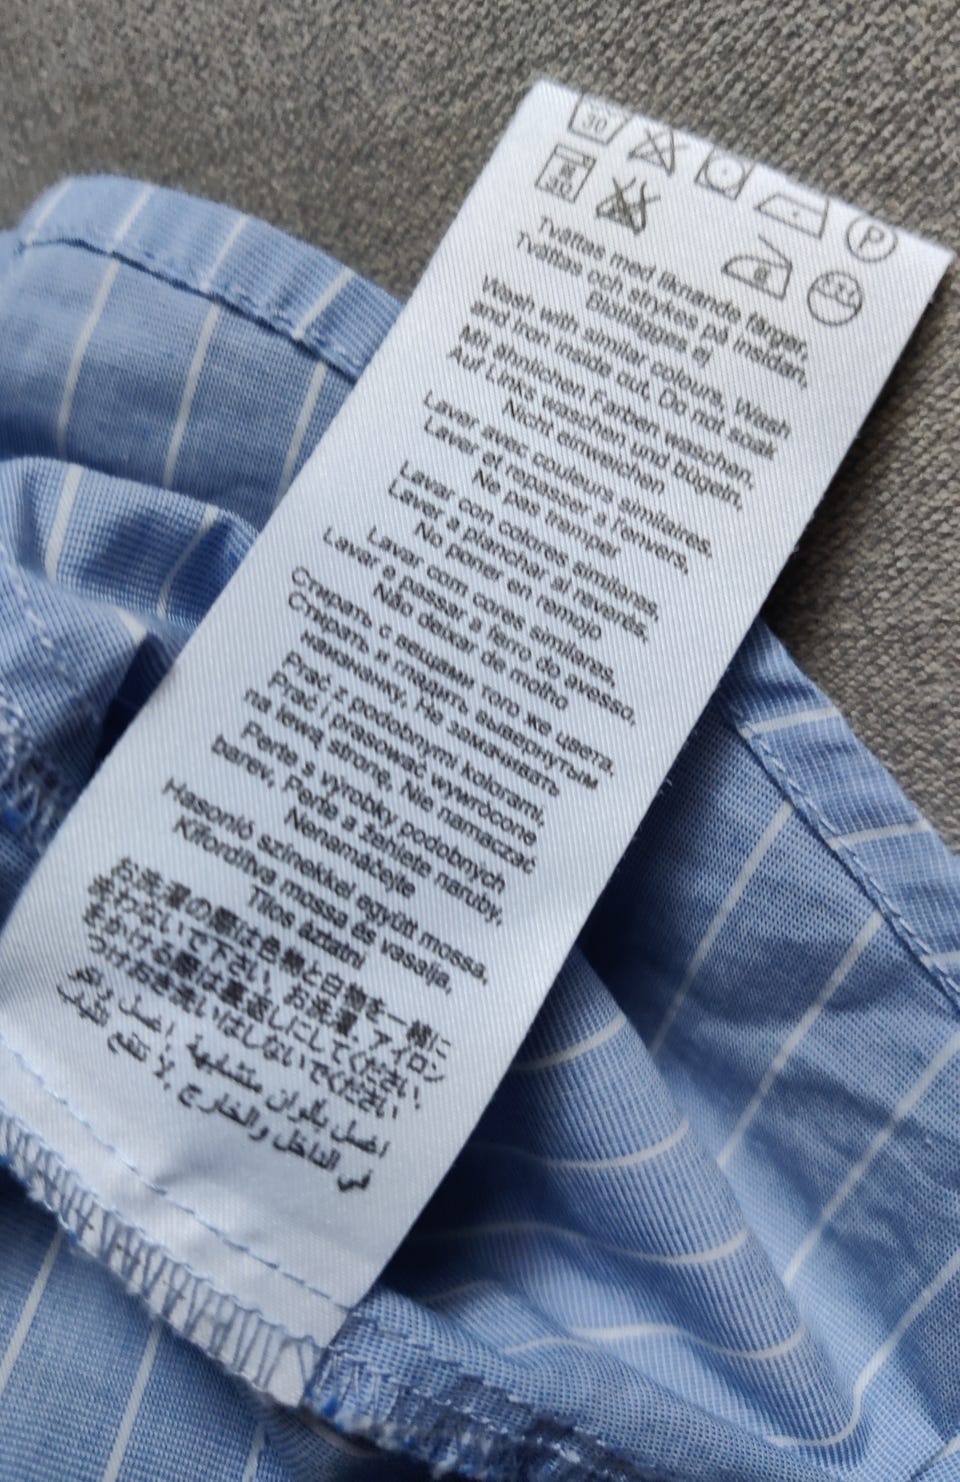 30
P
30
Tvättas med liknande färger,
Tvättas och strykes på insidan,
Blötlägges ej
Wash with similar colours, Wash
and iron inside out, Do not soak
Mit ähnlichen Farben waschen,
Auf Links waschen und bügeln,
Nicht einweichen
Laver avec couleurs similaires,
Laver et repasser à l'envers,
Ne pas tremper
Lavar con colores similares,
Lavar a planchar al reverés,
No poner en remojo
Lavar com cores similares,
Lavar e passar a ferro do avesso,
Não deixar de molho
Стирать с вещами того же цвета,
Стирать и гладить вывернутым
наизнанку, Не замачивать
Prać z podobnymi kolorami,
Prać i prasować wywrócone
na lewą stronę, Nie namaczać
Perte s výrobky podobných
barev, Perte a žehlete naruby,
Nenamáčejte
Hasonló színekkel együtt mossa,
Kifordítva mossa és vasalja,
Tilos áztatni
お洗濯の際は色物と白物を一緒に
洗わないで下さい、お洗濯、アイロン
をかける際は裏返しにしてください、
つけおき洗いはしないでください
اغسل بألوان متشابهة, اغسل و
في الداخل والخارج, لا تنقع